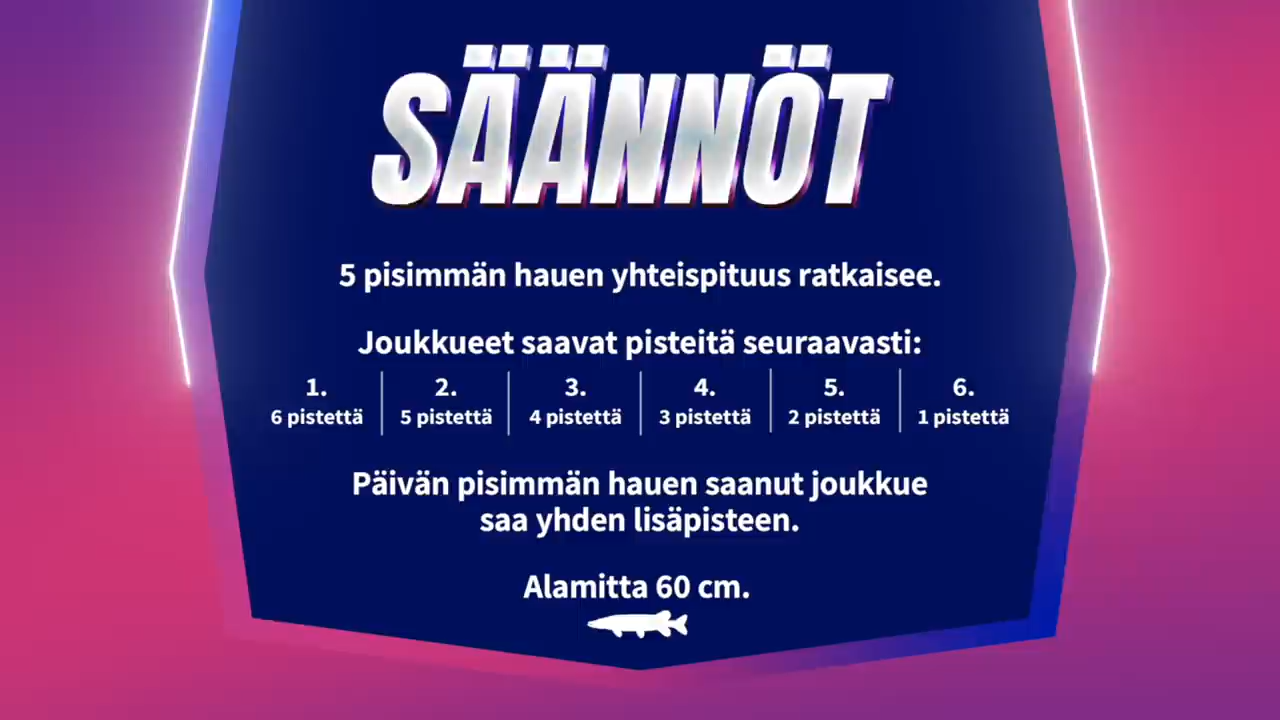 SÄÄNNÖT
5 pisimmän hauen yhteispituus ratkaisee.
Joukkueet saavat pisteitä seuraavasti:
1. 2. 3. 4. 5. 6.
6 pistettä 5 pistettä 4 pistettä 3 pistettä 2 pistettä 1 pistettä
Päivän pisimmän hauen saanut joukkue
saa yhden lisäpisteen.
Alamitta 60 cm.